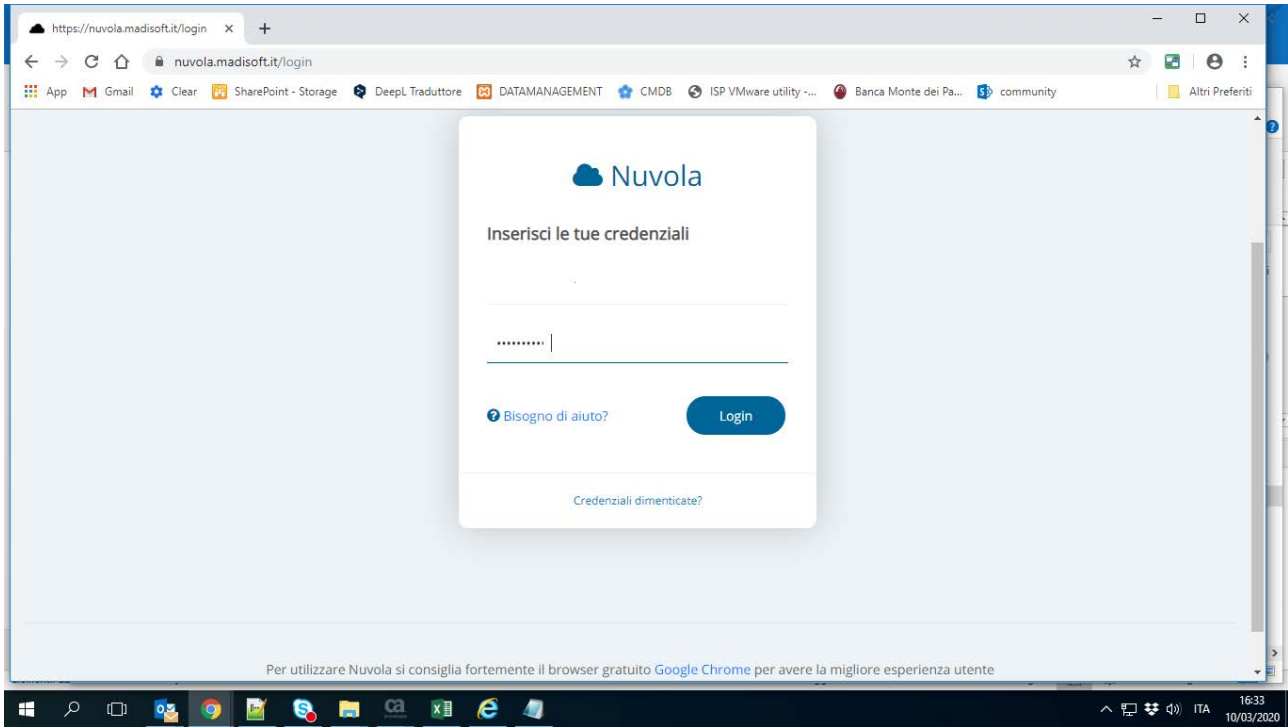 https://nuvola.madisoft.it/login
nuvola.madisoft.it/login
App Gmail Clear SharePoint - Storage DeepL Traduttore DATAMANAGEMENT CMDB ISP VMware utility -... Banca Monte dei Pa... community Altri Preferiti
Nuvola
Inserisci le tue credenziali
Bisogno di aiuto?
Login
Credenziali dimenticate?
Per utilizzare Nuvola si consiglia fortemente il browser gratuito Google Chrome per avere la migliore esperienza utente
ca
ITA
16:33
10/03/2020